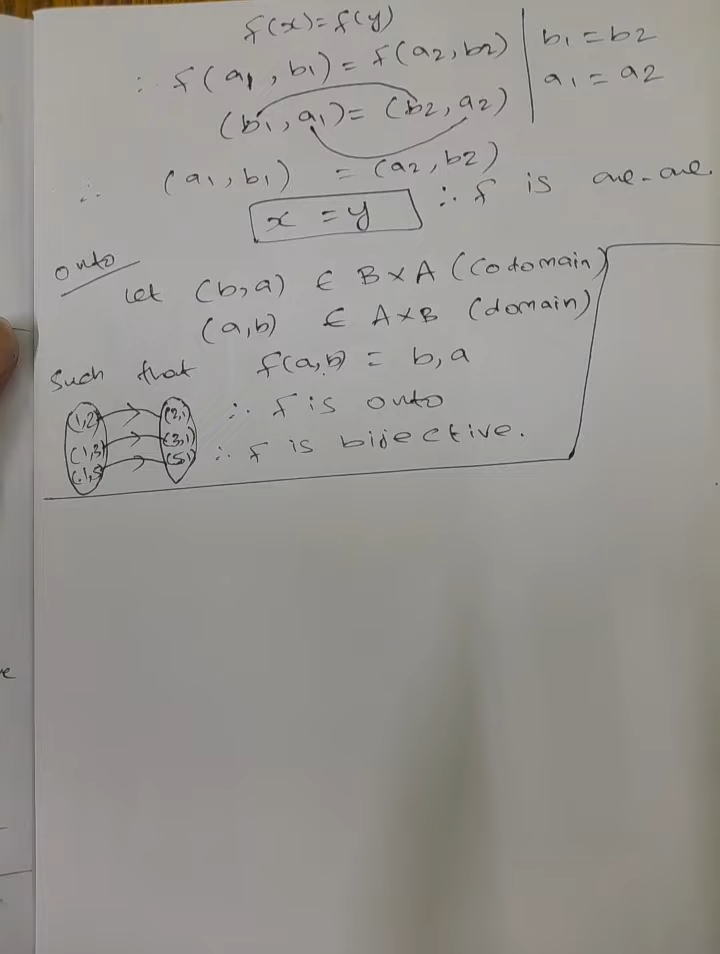 f(x)=f(y)
∴ f(a1, b1) = f(a2, b2) | b1 = b2
(b1, a1) = (b2, a2) | a1 = a2
∴ (a1, b1) = (a2, b2)
x = y ∴ f is one-one.
onto
Let (b, a) ∈ B×A (Codomain)
(a, b) ∈ A×B (domain)
Such that f(a, b) = b, a
(1,2) (2,1) ∴ f is onto
(1,3) (3,1) ∴ f is bijective.
(1,5) (5,1)